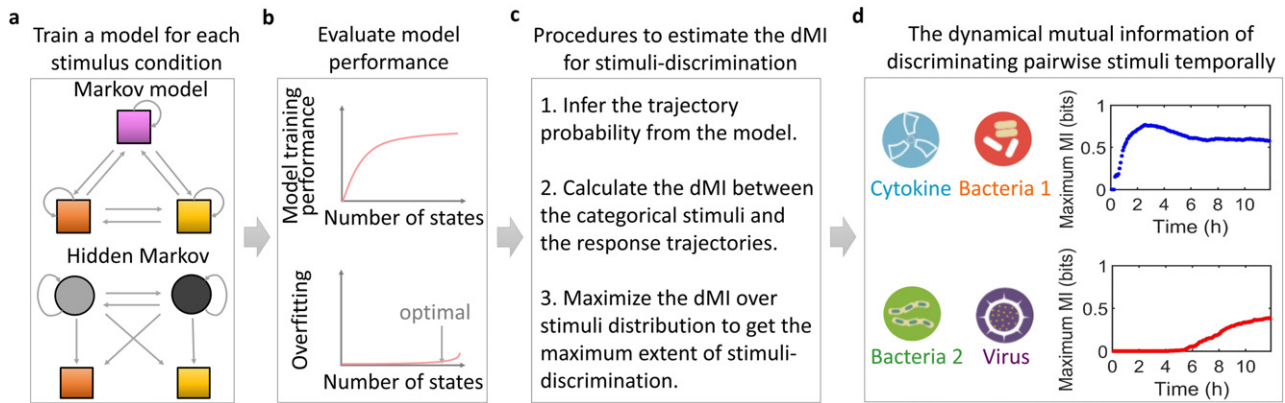 a
Train a model for each
stimulus condition
Markov model
Hidden Markov
b
Evaluate model
performance
Model training
performance
Number of states
Overfitting
optimal
Number of states
c
Procedures to estimate the dMI
for stimuli-discrimination
1. Infer the trajectory
probability from the model.
2. Calculate the dMI between
the categorical stimuli and
the response trajectories.
3. Maximize the dMI over
stimuli distribution to get the
maximum extent of stimuli-
discrimination.
d
The dynamical mutual information of
discriminating pairwise stimuli temporally
Cytokine
Bacteria 1
Maximum MI (bits)
1
0.5
0
0 2 4 6 8 10
Time (h)
Bacteria 2
Virus
Maximum MI (bits)
1
0.5
0
0 2 4 6 8 10
Time (h)